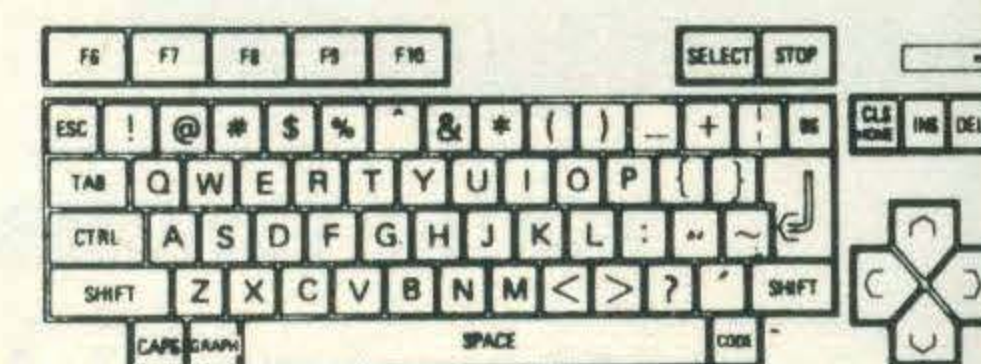 F6 F7 F8 F9 F10 SELECT STOP
ESC ! @ # $ % ^ & * ( ) _ + ¦ BS CLS HOME INS DEL
TAB Q W E R T Y U I O P { }
CTRL A S D F G H J K L : " ~
SHIFT Z X C V B N M < > ? ´ SHIFT
CAPS GRAPH SPACE CODE